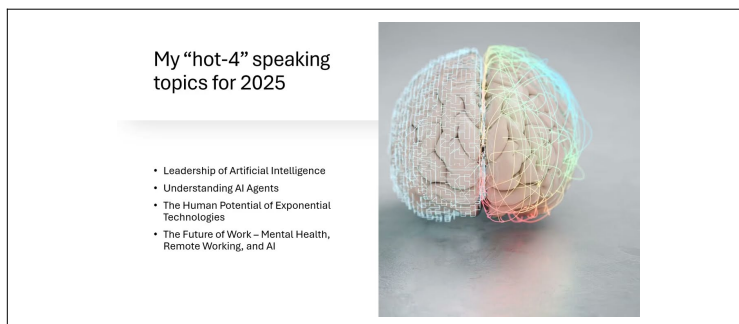 My “hot-4” speaking
topics for 2025
• Leadership of Artificial Intelligence
• Understanding AI Agents
• The Human Potential of Exponential
Technologies
• The Future of Work – Mental Health,
Remote Working, and AI